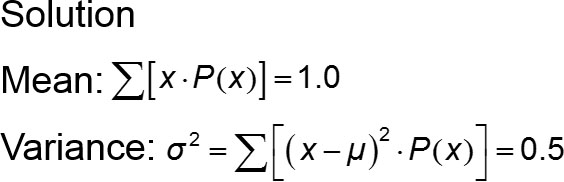 Solution
Mean: ∑[x · P(x)] = 1.0
Variance: σ² = ∑[(x − μ)² · P(x)] = 0.5